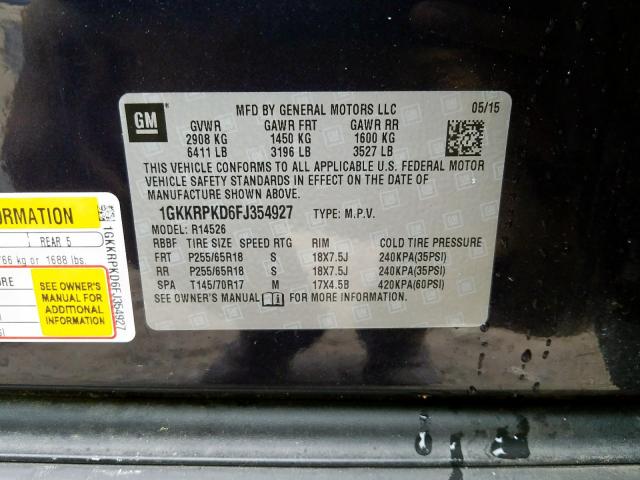 GM
MFD BY GENERAL MOTORS LLC 05/15
GVWR GAWR FRT GAWR RR
2908 KG 1450 KG 1600 KG
6411 LB 3196 LB 3527 LB
THIS VEHICLE CONFORMS TO ALL APPLICABLE U.S. FEDERAL MOTOR
VEHICLE SAFETY STANDARDS IN EFFECT ON THE DATE OF
MANUFACTURE SHOWN ABOVE.
1GKKRPKD6FJ354927 TYPE: M.P.V.
MODEL: R14526
RBBF TIRE SIZE SPEED RTG RIM COLD TIRE PRESSURE
FRT P255/65R18 S 18X7.5J 240KPA(35PSI)
RR P255/65R18 S 18X7.5J 240KPA(35PSI)
SPA T145/70R17 M 17X4.5B 420KPA(60PSI)
SEE OWNER'S MANUAL FOR MORE INFORMATION.
ORMATION
1 REAR 5
766 kg or 1688 lbs.
SEE OWNER'S
MANUAL FOR
ADDITIONAL
INFORMATION
1GKKRPKD6FJ354927